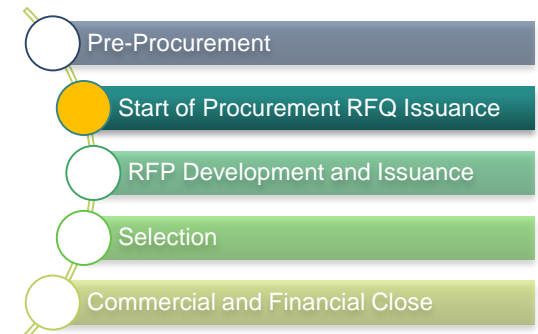 Pre-Procurement
Start of Procurement RFQ Issuance
RFP Development and Issuance
Selection
Commercial and Financial Close